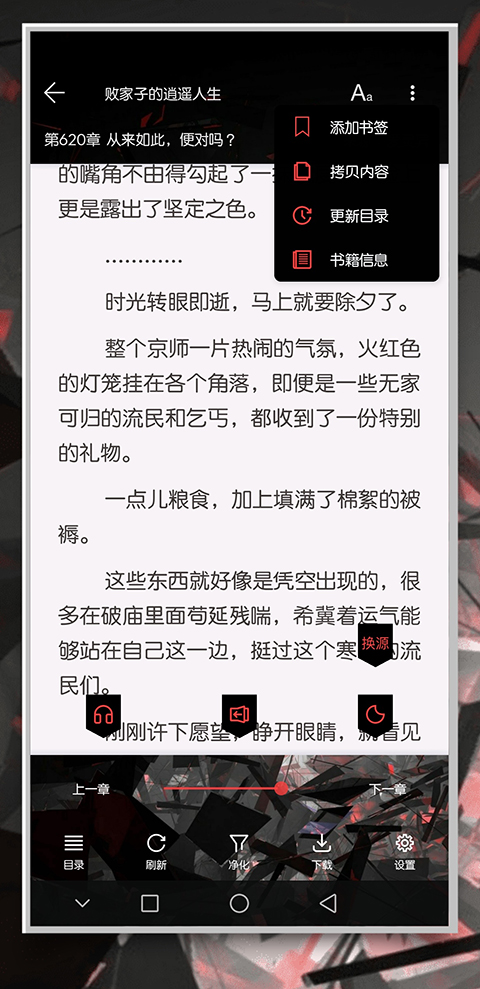 败家子的逍遥人生
Aa
第620章 从来如此，便对吗？
添加书签
拷贝内容
更新目录
书籍信息
的嘴角不由得勾起了一
更是露出了坚定之色。
…………
时光转眼即逝，马上就要除夕了。
整个京师一片热闹的气氛，火红色
的灯笼挂在各个角落，即便是一些无家
可归的流民和乞丐，都收到了一份特别
的礼物。
一点儿粮食，加上填满了棉絮的被
褥。
这些东西就好像是凭空出现的，很
多在破庙里面苟延残喘，希冀着运气能
够站在自己这一边，挺过这个寒
的流
换源
民们。
刚刚许下愿望，睁开眼睛，就看见
上一章
下一章
目录
刷新
净化
下载
设置